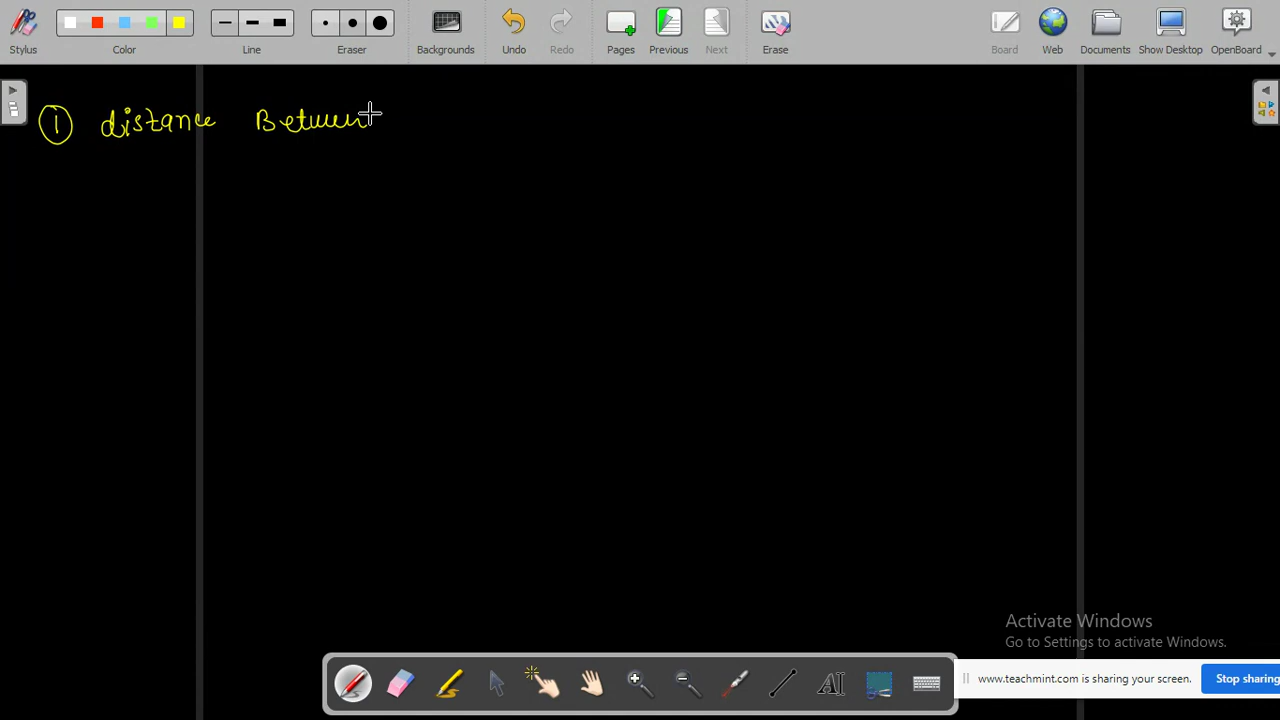 Stylus Color Line Eraser Backgrounds Undo Redo Pages Previous Next Erase Board Web Documents Show Desktop OpenBoard
① distance Between
Activate Windows
Go to Settings to activate Windows.
www.teachmint.com is sharing your screen. Stop sharing